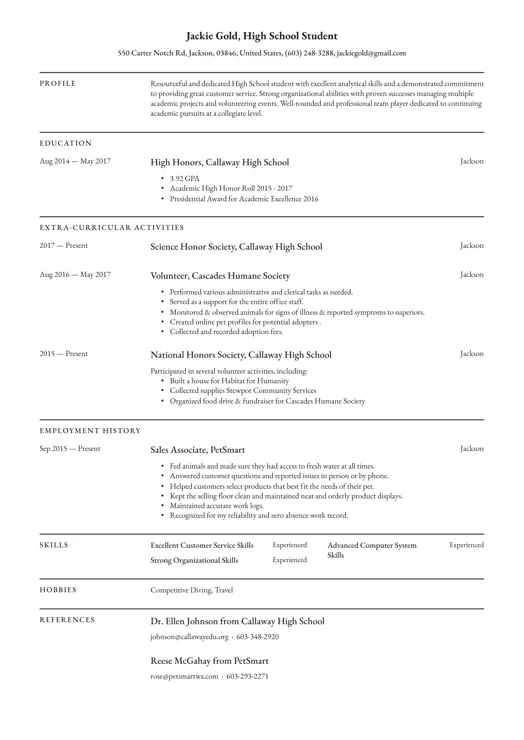 Jackie Gold, High School Student
550 Carter Notch Rd, Jackson, 03846, United States, (603) 248-3288, jackiegold@gmail.com
PROFILE
Resourceful and dedicated High School student with excellent analytical skills and a demonstrated commitment
to providing great customer service. Strong organizational abilities with proven successes managing multiple
academic projects and volunteering events. Well-rounded and professional team player dedicated to continuing
academic pursuits at a collegiate level.
EDUCATION
Aug 2014 — May 2017 High Honors, Callaway High School Jackson
• 3.92 GPA
• Academic High Honor Roll 2015 - 2017
• Presidential Award for Academic Excellence 2016
EXTRA-CURRICULAR ACTIVITIES
2017 — Present Science Honor Society, Callaway High School Jackson
Aug 2016 — May 2017 Volunteer, Cascades Humane Society Jackson
• Performed various administrative and clerical tasks as needed.
• Served as a support for the entire office staff.
• Monitored & observed animals for signs of illness & reported symptoms to superiors.
• Created online pet profiles for potential adopters .
• Collected and recorded adoption fees.
2015 — Present National Honors Society, Callaway High School Jackson
Participated in several volunteer activities, including:
• Built a house for Habitat for Humanity
• Collected supplies Stewpot Community Services
• Organized food drive & fundraiser for Cascades Humane Society
EMPLOYMENT HISTORY
Sep 2015 — Present Sales Associate, PetSmart Jackson
• Fed animals and made sure they had access to fresh water at all times.
• Answered customer questions and reported issues in person or by phone.
• Helped customers select products that best fit the needs of their pet.
• Kept the selling floor clean and maintained neat and orderly product displays.
• Maintained accurate work logs.
• Recognized for my reliability and zero absence work record.
SKILLS
Excellent Customer Service Skills Experienced
Strong Organizational Skills Experienced
Advanced Computer System Experienced
Skills
HOBBIES
Competitive Diving, Travel
REFERENCES
Dr. Ellen Johnson from Callaway High School
johnson@callawayedu.org · 603-348-2920
Reese McGahay from PetSmart
rose@petsmartwa.com · 603-293-2271